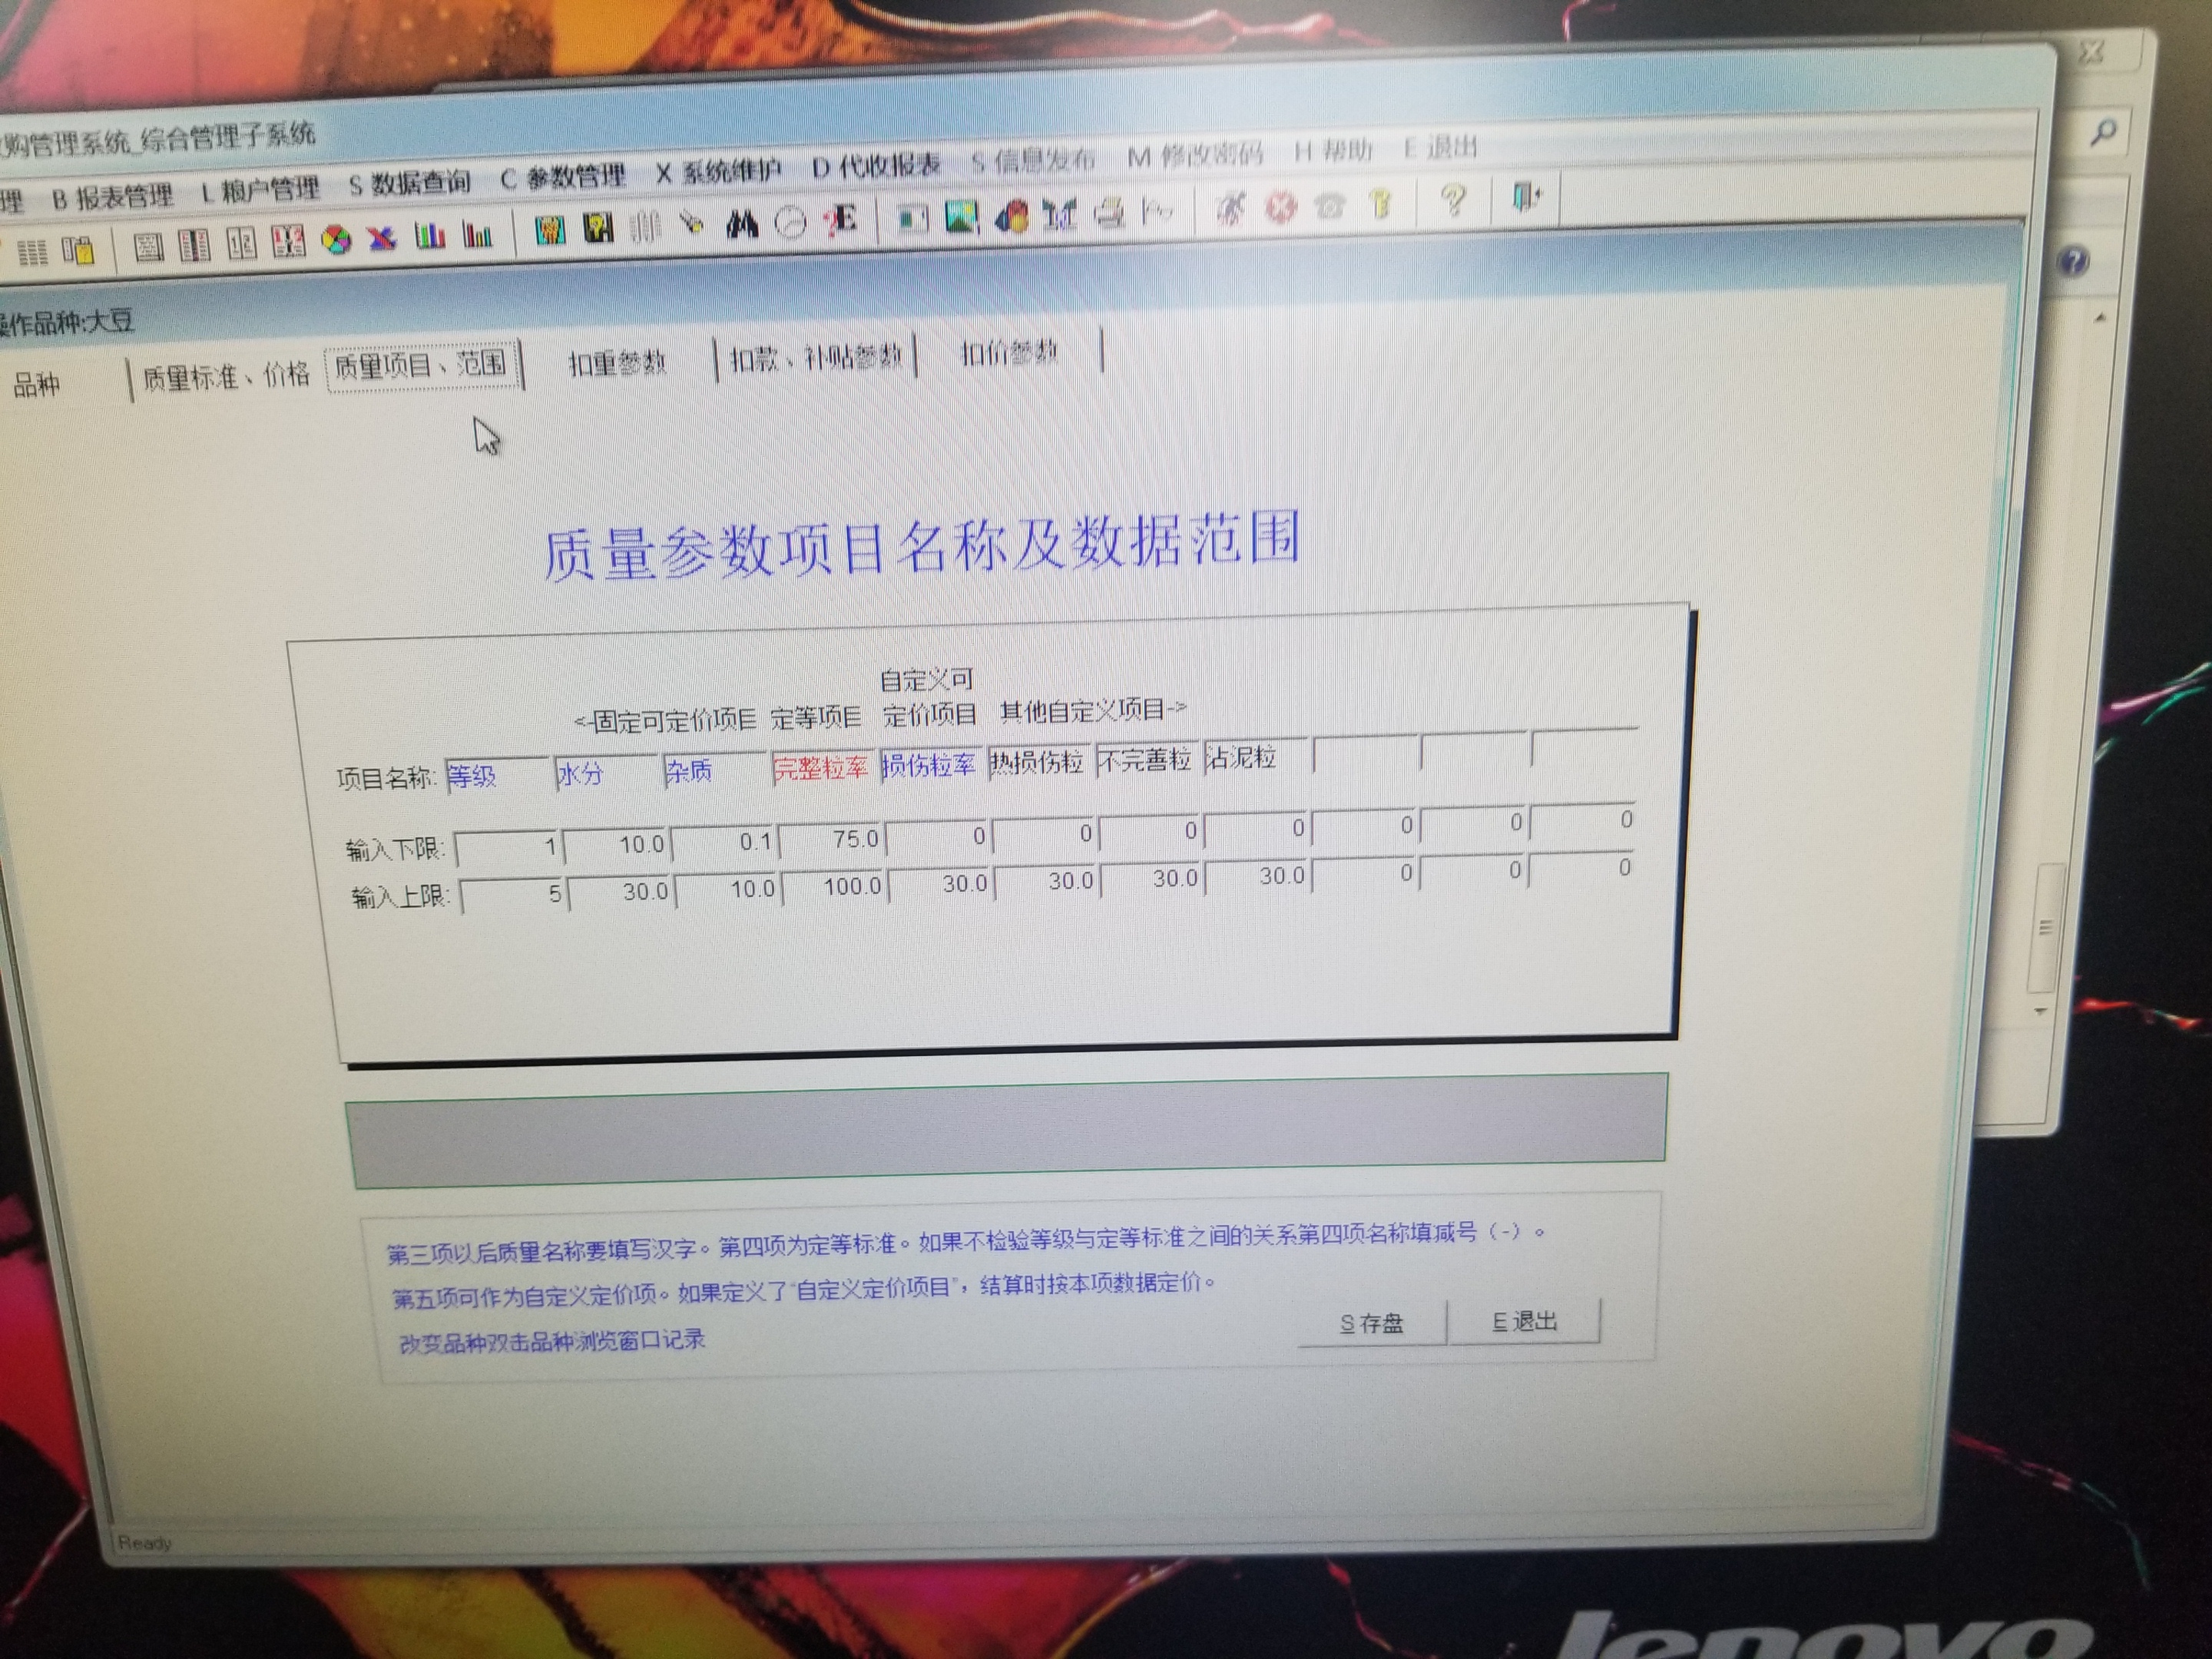 购管理系统_综合管理子系统
理 B 报表管理 L 粮户管理 S 数据查询 C 参数管理 X 系统维护 D 代收报表 S 信息发布 M 修改密码 H 帮助 E 退出
操作品种:大豆
品种 质量标准、价格 质量项目、范围 扣重参数 扣款、补贴参数 扣价参数
质量参数项目名称及数据范围
自定义可
<-固定可定价项目 定等项目 定价项目 其他自定义项目->
项目名称: 等级 水分 杂质 完整粒率 损伤粒率 热损伤粒 不完善粒 沾泥粒
输入下限: 1 10.0 0.1 75.0 0 0 0 0 0 0 0
输入上限: 5 30.0 10.0 100.0 30.0 30.0 30.0 30.0 0 0 0
第三项以后质量名称要填写汉字。第四项为定等标准。如果不检验等级与定等标准之间的关系第四项名称填减号（-）。
第五项可作为自定义定价项。如果定义了“自定义定价项目”，结算时按本项数据定价。
改变品种双击品种浏览窗口记录
S 存盘 E 退出
Ready
lenovo